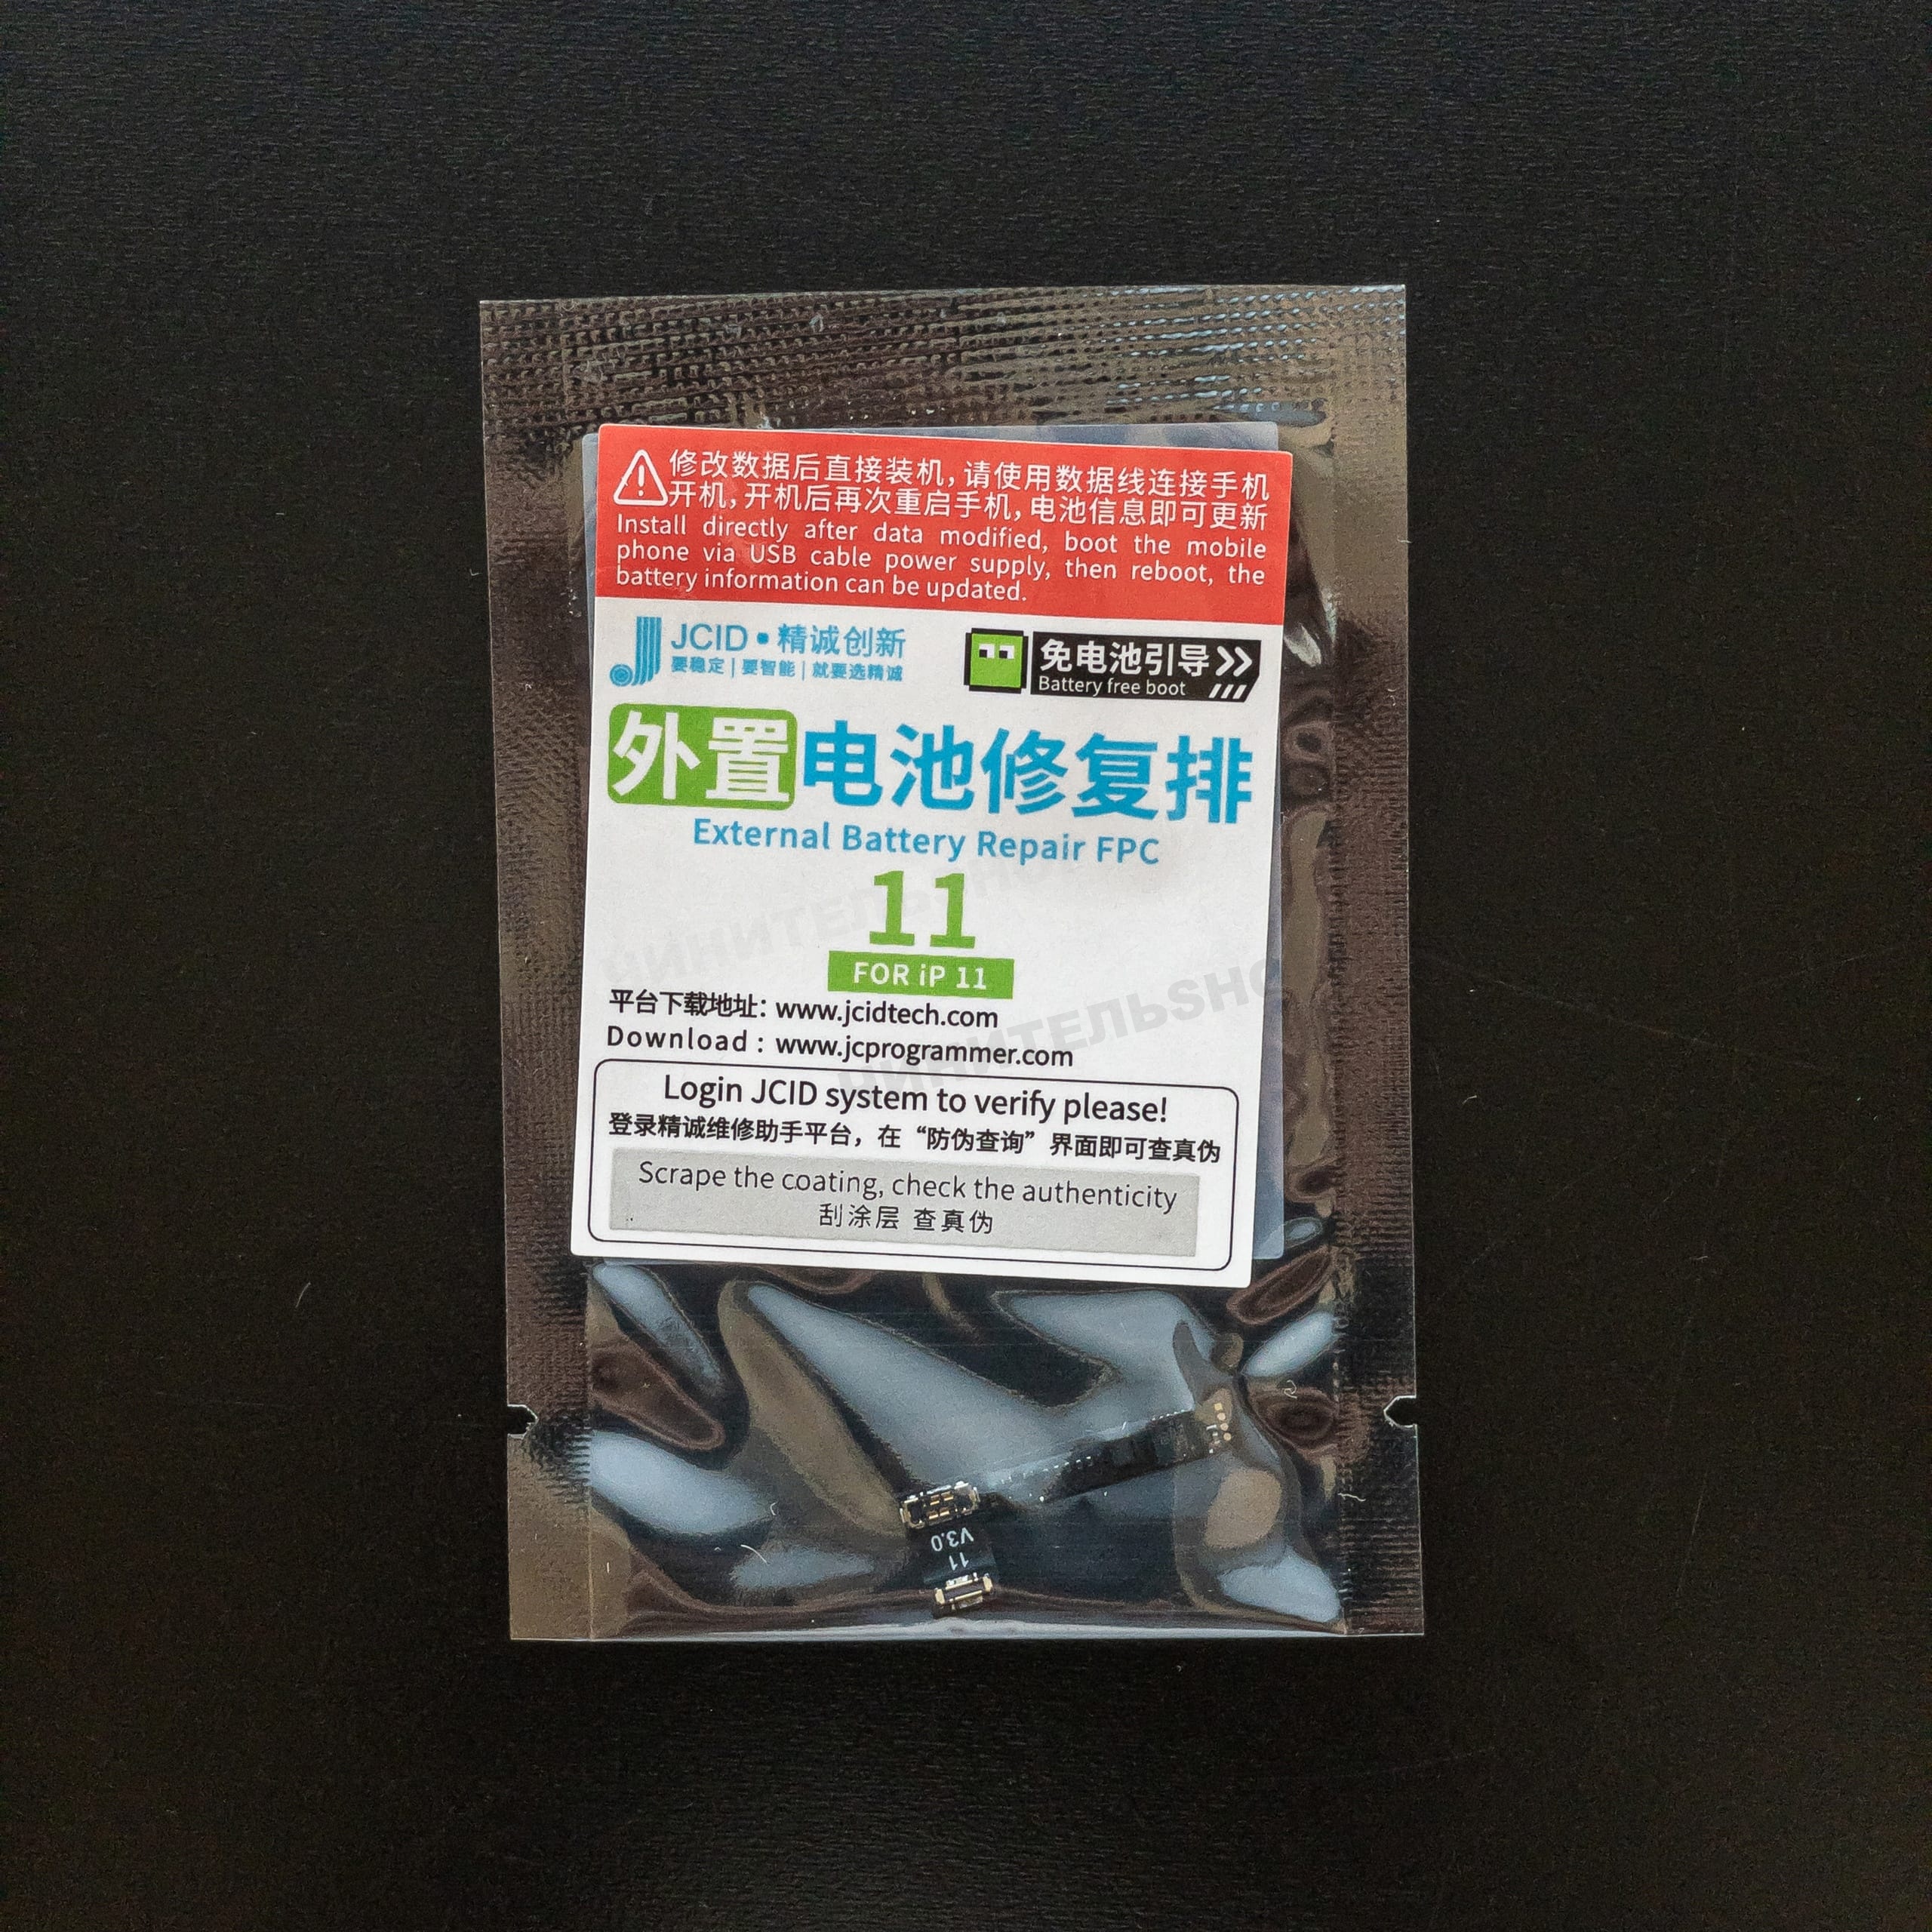 修改数据后直接装机,请使用数据线连接手机
开机,开机后再次重启手机,电池信息即可更新
Install directly after data modified, boot the mobile
phone via USB cable power supply, then reboot, the
battery information can be updated.
JCID•精诚创新
要稳定|要智能|就要选精诚
免电池引导
Battery free boot
外置电池修复排
External Battery Repair FPC
11
FOR iP 11
平台下载地址: www.jcidtech.com
Download : www.jcprogrammer.com
Login JCID system to verify please!
登录精诚维修助手平台，在“防伪查询”界面即可查真伪
Scrape the coating, check the authenticity
刮涂层 查真伪
V3.0
11